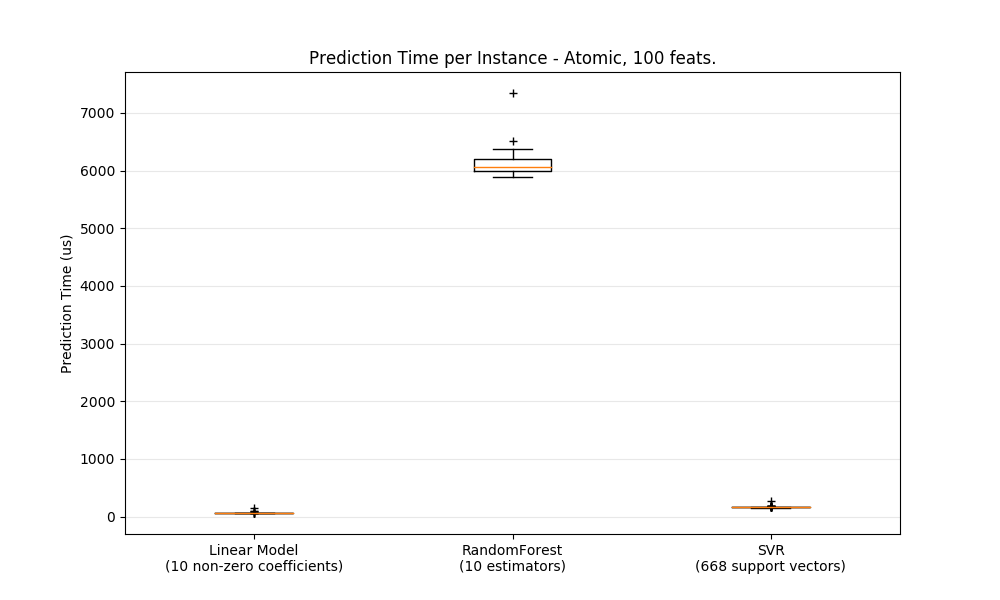 Prediction Time per Instance - Atomic, 100 feats.
Prediction Time (us)
7000
6000
5000
4000
3000
2000
1000
0
Linear Model
(10 non-zero coefficients)
RandomForest
(10 estimators)
SVR
(668 support vectors)